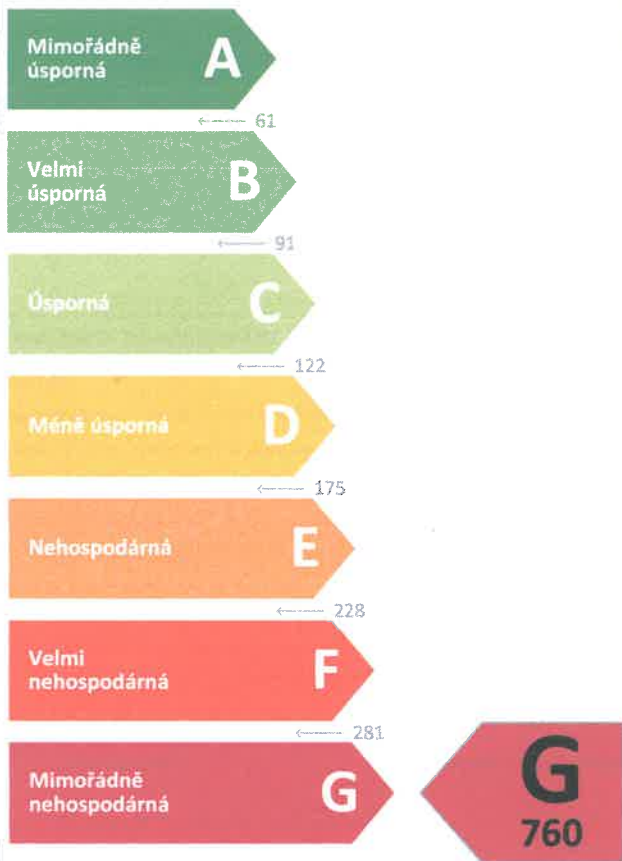 Mimořádně
úsporná
A
← 61
Velmi
úsporná
B
← 91
Úsporná
C
← 122
Méně úsporná
D
← 175
Nehospodárná
E
← 228
Velmi
nehospodárná
F
← 281
Mimořádně
nehospodárná
G
G
760